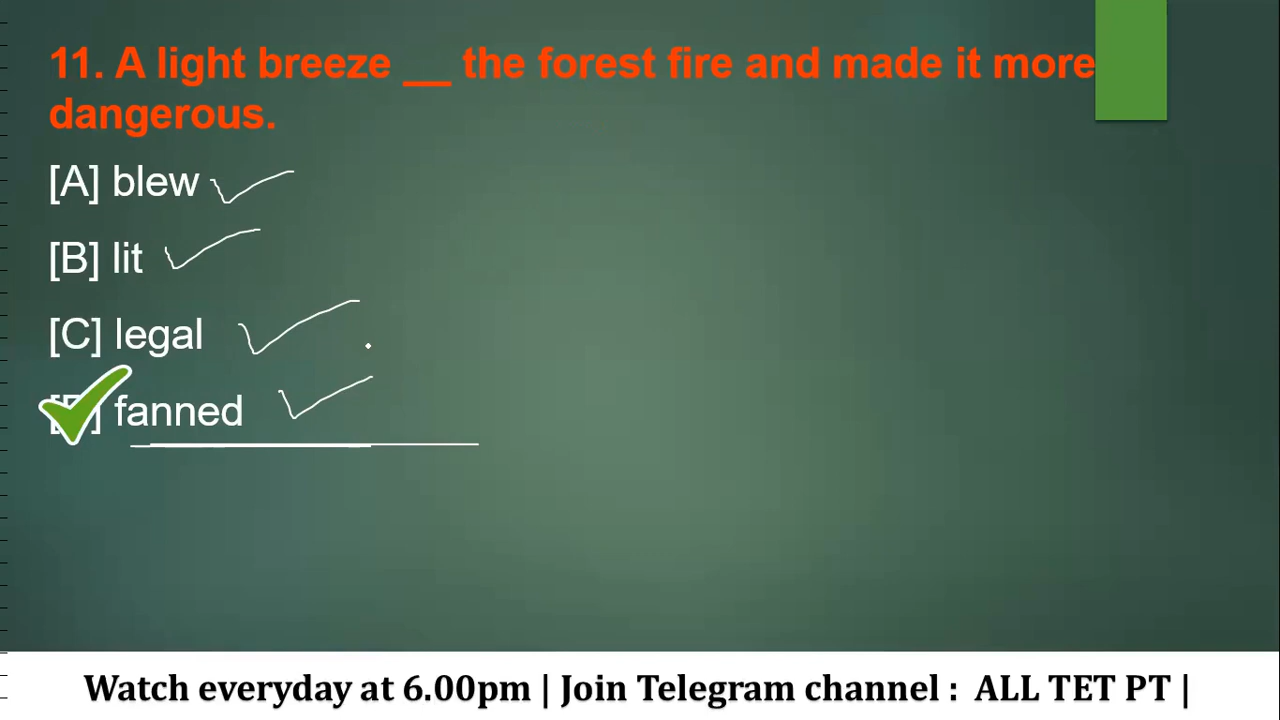 11. A light breeze __ the forest fire and made it more
dangerous.
[A] blew
[B] lit
[C] legal
fanned
Watch everyday at 6.00pm | Join Telegram channel : ALL TET PT |